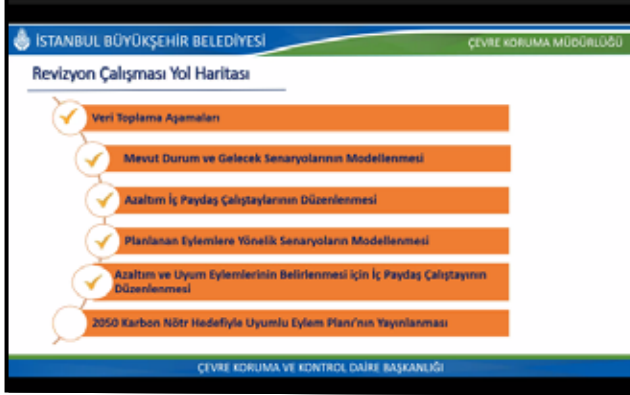 İSTANBUL BÜYÜKŞEHİR BELEDİYESİ
ÇEVRE KORUMA MÜDÜRLÜĞÜ
Revizyon Çalışması Yol Haritası
Veri Toplama Aşamaları
Mevut Durum ve Gelecek Senaryolarının Modellenmesi
Azaltım İç Paydaş Çalıştaylarının Düzenlenmesi
Planlanan Eylemlere Yönelik Senaryoların Modellenmesi
Azaltım ve Uyum Eylemlerinin Belirlenmesi için İç Paydaş Çalıştayının
Düzenlenmesi
2050 Karbon Nötr Hedefiyle Uyumlu Eylem Planı'nın Yayınlanması
ÇEVRE KORUMA VE KONTROL DAİRE BAŞKANLIĞI